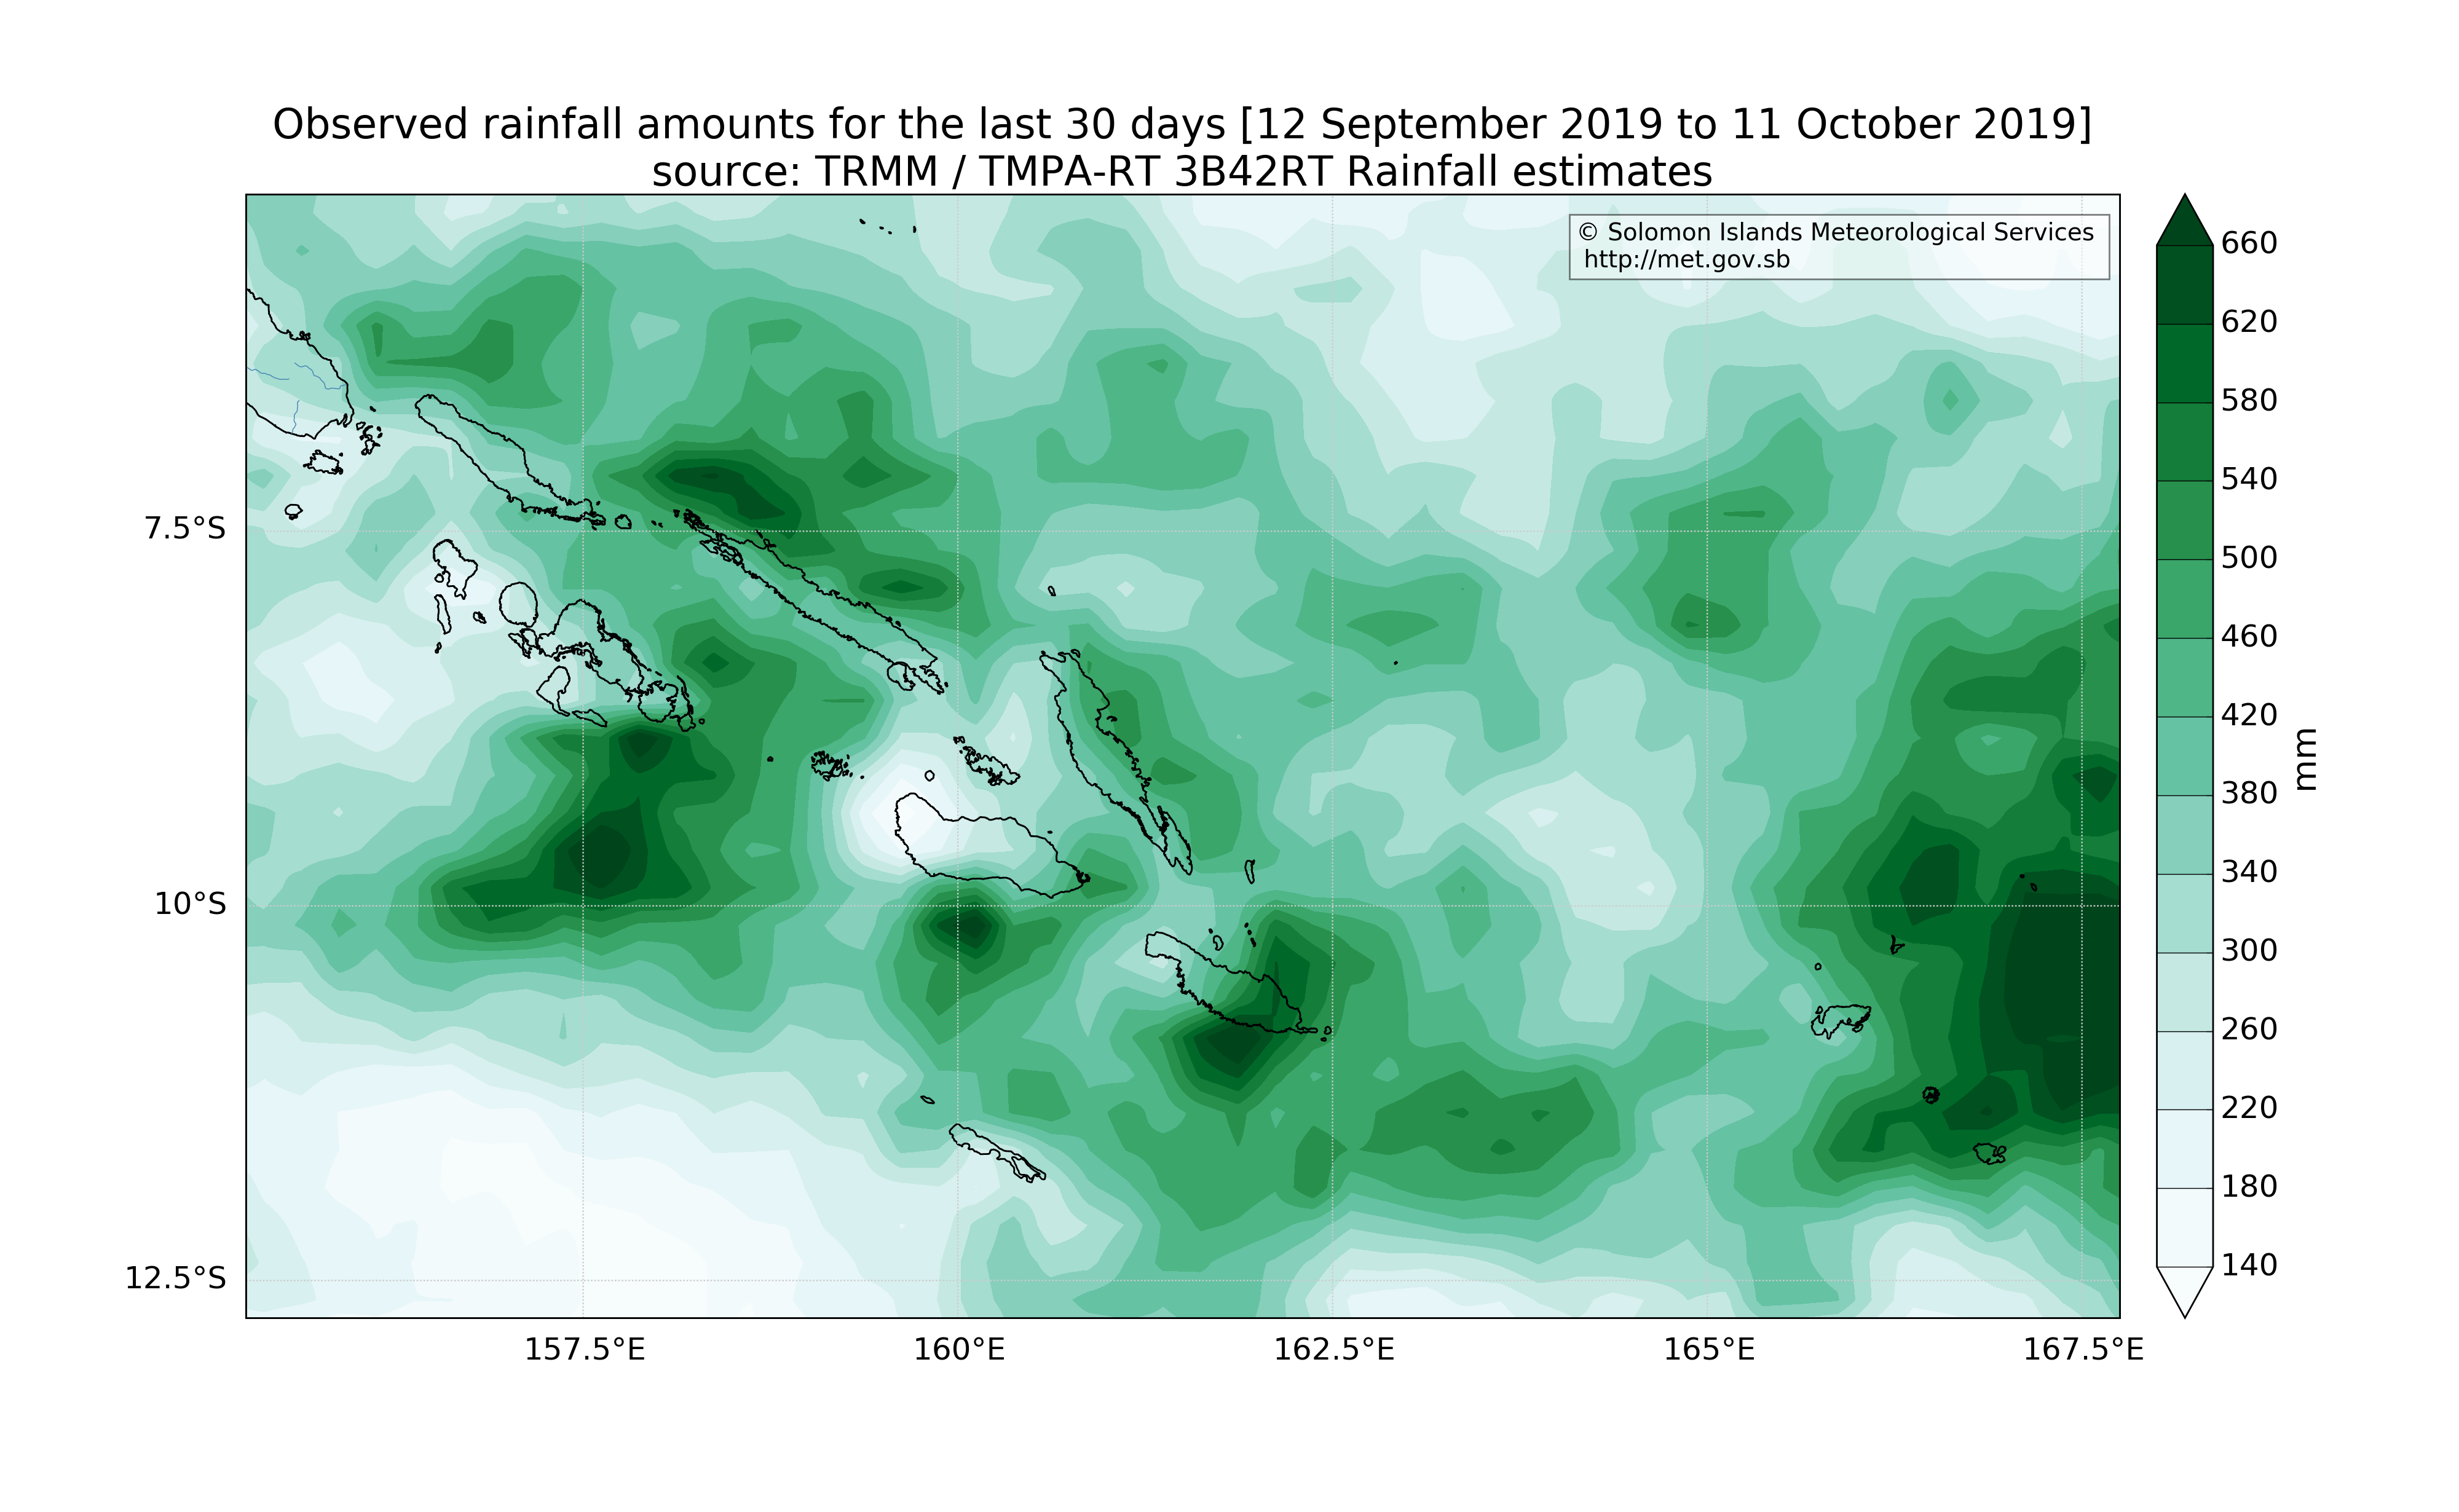 Observed rainfall amounts for the last 30 days [12 September 2019 to 11 October 2019]
source: TRMM / TMPA-RT 3B42RT Rainfall estimates
© Solomon Islands Meteorological Services
http://met.gov.sb
7.5°S
10°S
12.5°S
157.5°E
160°E
162.5°E
165°E
167.5°E
660
620
580
540
500
460
420
380
340
300
260
220
180
140
mm